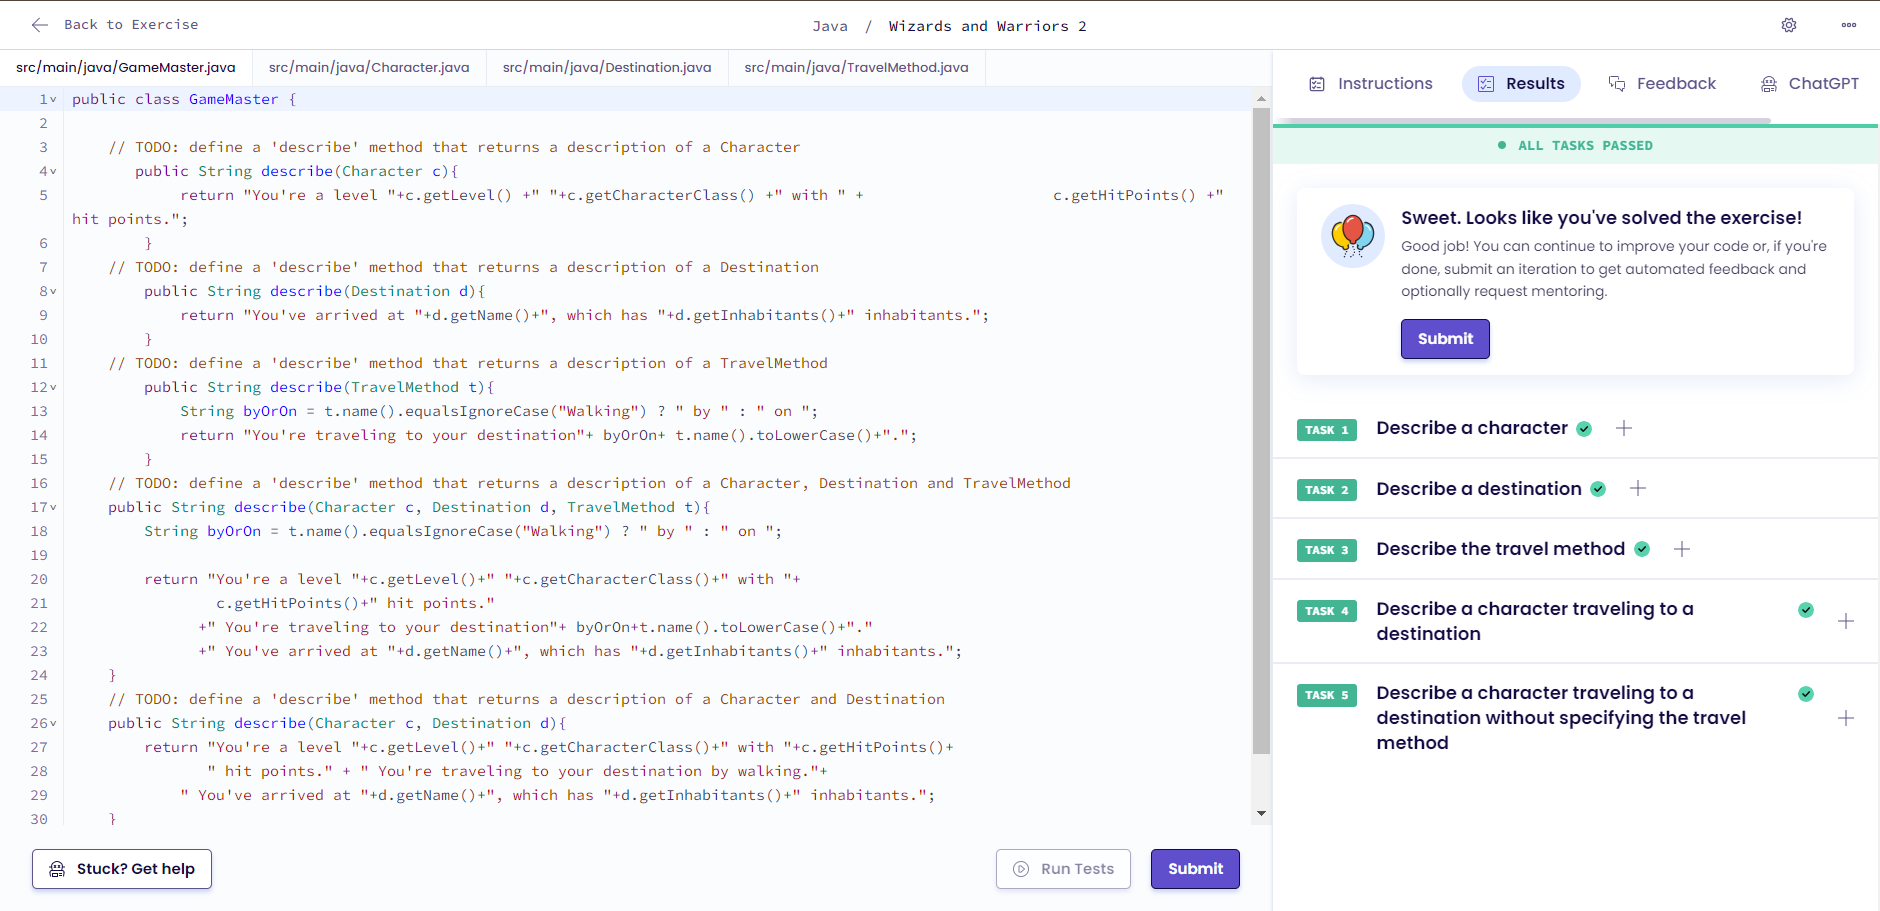 Back to Exercise
Java / Wizards and Warriors 2
src/main/java/GameMaster.java src/main/java/Character.java src/main/java/Destination.java src/main/java/TravelMethod.java
1 public class GameMaster {
2
3 // TODO: define a 'describe' method that returns a description of a Character
4 public String describe(Character c){
5 return "You're a level "+c.getLevel() +" "+c.getCharacterClass() +" with " + c.getHitPoints() +"
hit points.";
6 }
7 // TODO: define a 'describe' method that returns a description of a Destination
8 public String describe(Destination d){
9 return "You've arrived at "+d.getName()+", which has "+d.getInhabitants()+" inhabitants.";
10 }
11 // TODO: define a 'describe' method that returns a description of a TravelMethod
12 public String describe(TravelMethod t){
13 String byOrOn = t.name().equalsIgnoreCase("Walking") ? " by " : " on ";
14 return "You're traveling to your destination"+ byOrOn+ t.name().toLowerCase()+".";
15 }
16 // TODO: define a 'describe' method that returns a description of a Character, Destination and TravelMethod
17 public String describe(Character c, Destination d, TravelMethod t){
18 String byOrOn = t.name().equalsIgnoreCase("Walking") ? " by " : " on ";
19
20 return "You're a level "+c.getLevel()+" "+c.getCharacterClass()+" with "+
21 c.getHitPoints()+" hit points."
22 +" You're traveling to your destination"+ byOrOn+t.name().toLowerCase()+"."
23 +" You've arrived at "+d.getName()+", which has "+d.getInhabitants()+" inhabitants.";
24 }
25 // TODO: define a 'describe' method that returns a description of a Character and Destination
26 public String describe(Character c, Destination d){
27 return "You're a level "+c.getLevel()+" "+c.getCharacterClass()+" with "+c.getHitPoints()+
28 " hit points." + " You're traveling to your destination by walking."+
29 " You've arrived at "+d.getName()+", which has "+d.getInhabitants()+" inhabitants.";
30 }
Stuck? Get help
Run Tests
Submit
Instructions Results Feedback ChatGPT
ALL TASKS PASSED
Sweet. Looks like you've solved the exercise!
Good job! You can continue to improve your code or, if you're
done, submit an iteration to get automated feedback and
optionally request mentoring.
Submit
TASK 1 Describe a character
TASK 2 Describe a destination
TASK 3 Describe the travel method
TASK 4 Describe a character traveling to a
destination
TASK 5 Describe a character traveling to a
destination without specifying the travel
method